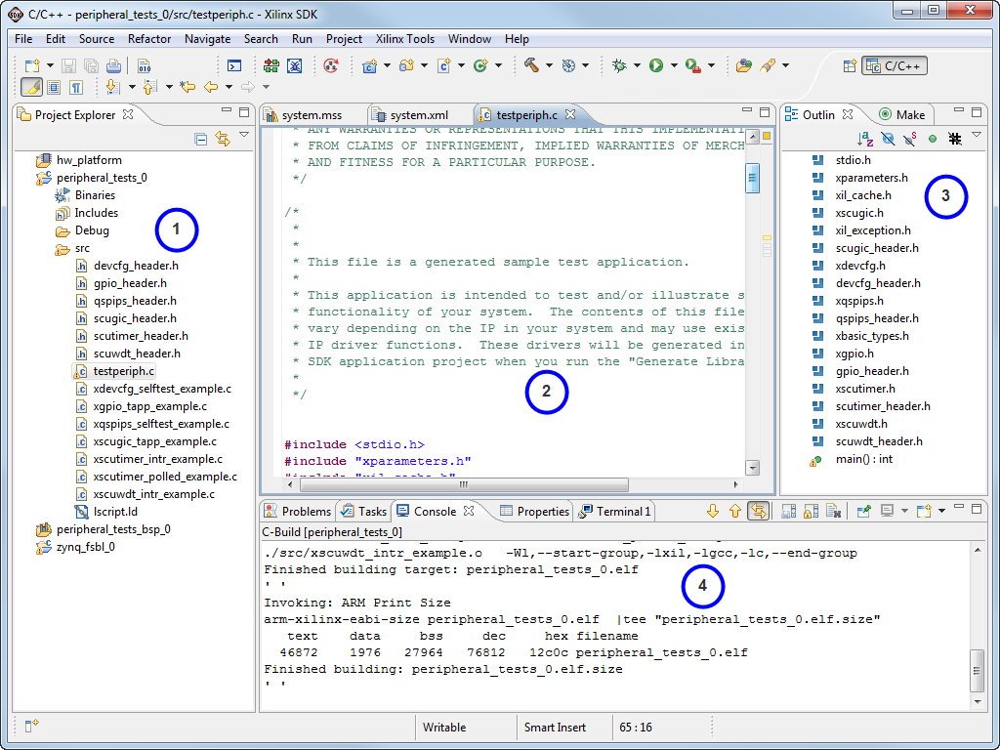 C/C++ - peripheral_tests_0/src/testperiph.c - Xilinx SDK
File Edit Source Refactor Navigate Search Run Project Xilinx Tools Window Help
C/C++
Project Explorer
hw_platform
peripheral_tests_0
Binaries
Includes
Debug
src
devcfg_header.h
gpio_header.h
qspips_header.h
scugic_header.h
scutimer_header.h
scuwdt_header.h
testperiph.c
xdevcfg_selftest_example.c
xgpio_tapp_example.c
xqspips_selftest_example.c
xscugic_tapp_example.c
xscutimer_intr_example.c
xscutimer_polled_example.c
xscuwdt_intr_example.c
lscript.ld
peripheral_tests_bsp_0
zynq_fsbl_0
1
system.mss system.xml testperiph.c
* ANY WARRANTIES OR REPRESENTATIONS THAT THIS IMPLEMENTATI
* FROM CLAIMS OF INFRINGEMENT, IMPLIED WARRANTIES OF MERCH
* AND FITNESS FOR A PARTICULAR PURPOSE.
*/
/*
*
*
* This file is a generated sample test application.
*
* This application is intended to test and/or illustrate s
* functionality of your system.  The contents of this file
* vary depending on the IP in your system and may use exis
* IP driver functions.  These drivers will be generated in
* SDK application project when you run the "Generate Libra
*
*/
2
#include <stdio.h>
#include "xparameters.h"
#include "xil_cache.h"
Outlin Make
stdio.h
xparameters.h
xil_cache.h
xscugic.h
xil_exception.h
scugic_header.h
xdevcfg.h
devcfg_header.h
xqspips.h
qspips_header.h
xbasic_types.h
xgpio.h
gpio_header.h
xscutimer.h
scutimer_header.h
xscuwdt.h
scuwdt_header.h
main() : int
3
Problems Tasks Console Properties Terminal 1
C-Build [peripheral_tests_0]
./src/xscuwdt_intr_example.o   -Wl,--start-group,-lxil,-lgcc,-lc,--end-group
Finished building target: peripheral_tests_0.elf
' '
Invoking: ARM Print Size
arm-xilinx-eabi-size peripheral_tests_0.elf  |tee "peripheral_tests_0.elf.size"
text data bss dec hex filename
46872 1976 27964 76812 12c0c peripheral_tests_0.elf
Finished building: peripheral_tests_0.elf.size
' '
4
Writable Smart Insert 65 : 16